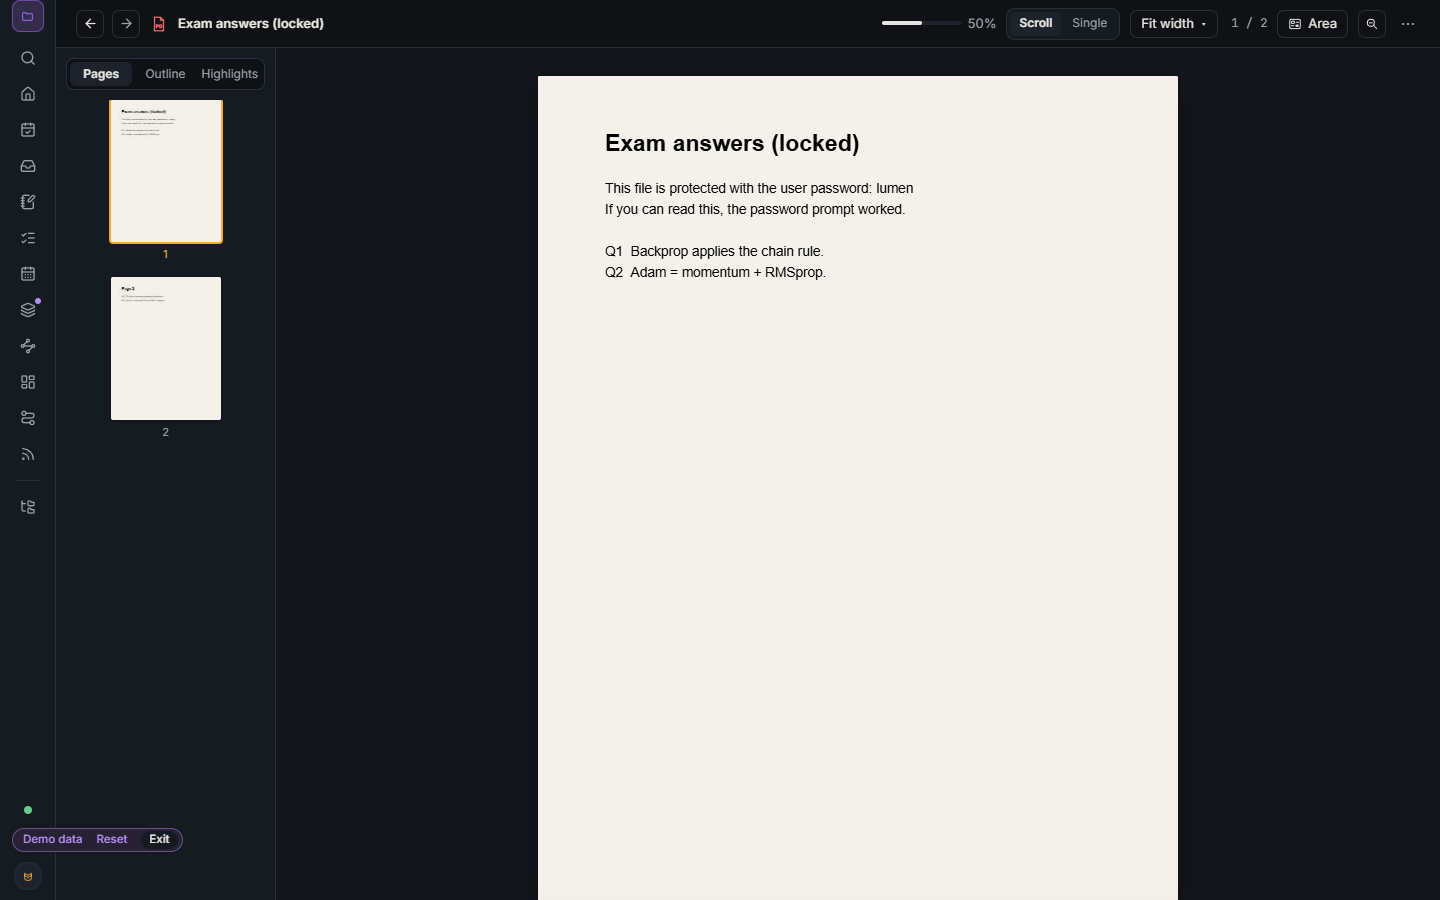 Exam answers (locked)
50%
Scroll
Single
Fit width
1 / 2
Area
Pages
Outline
Highlights
1
2
Exam answers (locked)
This file is protected with the user password: lumen
If you can read this, the password prompt worked.
Q1 Backprop applies the chain rule.
Q2 Adam = momentum + RMSprop.
Demo data
Reset
Exit